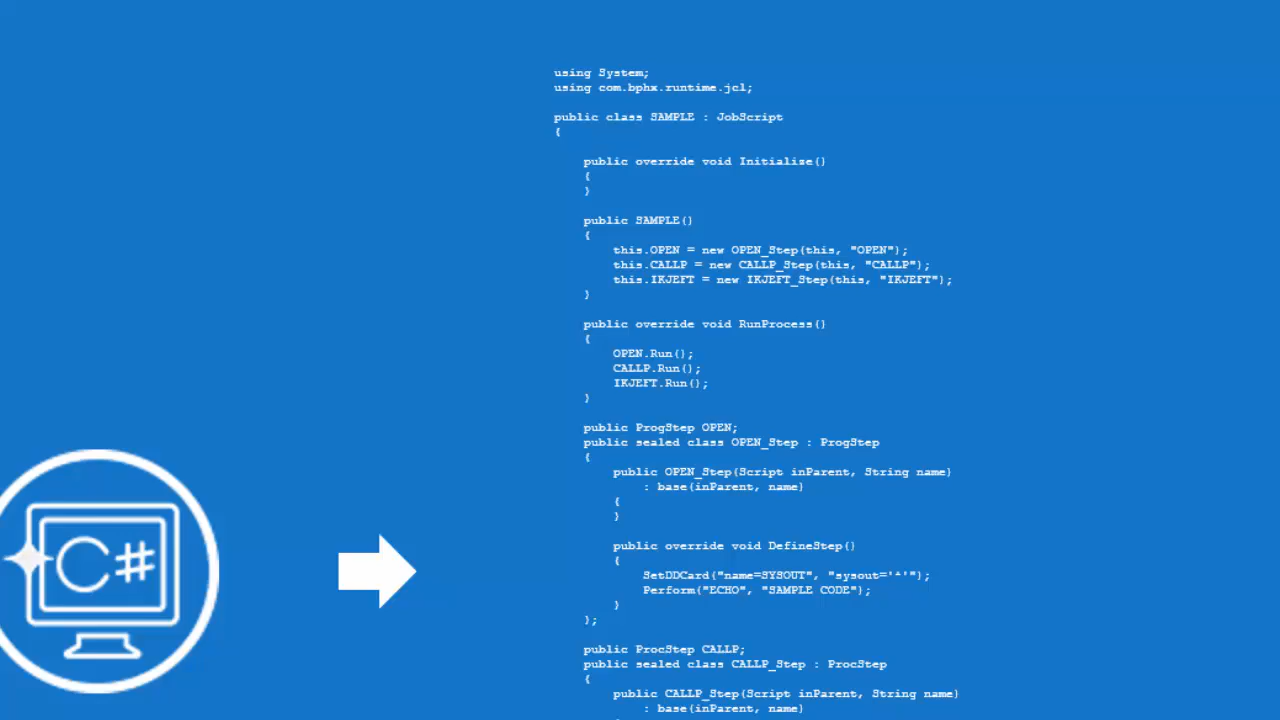 using System;
using com.bphx.runtime.jcl;
public class SAMPLE : JobScript
{
public override void Initialize()
{
}
public SAMPLE()
{
this.OPEN = new OPEN_Step(this, "OPEN");
this.CALLP = new CALLP_Step(this, "CALLP");
this.IKJEFT = new IKJEFT_Step(this, "IKJEFT");
}
public override void RunProcess()
{
OPEN.Run();
CALLP.Run();
IKJEFT.Run();
}
public ProgStep OPEN;
public sealed class OPEN_Step : ProgStep
{
public OPEN_Step(Script inParent, String name)
: base(inParent, name)
{
}
public override void DefineStep()
{
SetDDCard("name=SYSOUT", "sysout='*'");
Perform("ECHO", "SAMPLE CODE");
}
};
public ProcStep CALLP;
public sealed class CALLP_Step : ProcStep
{
public CALLP_Step(Script inParent, String name)
: base(inParent, name)
C#